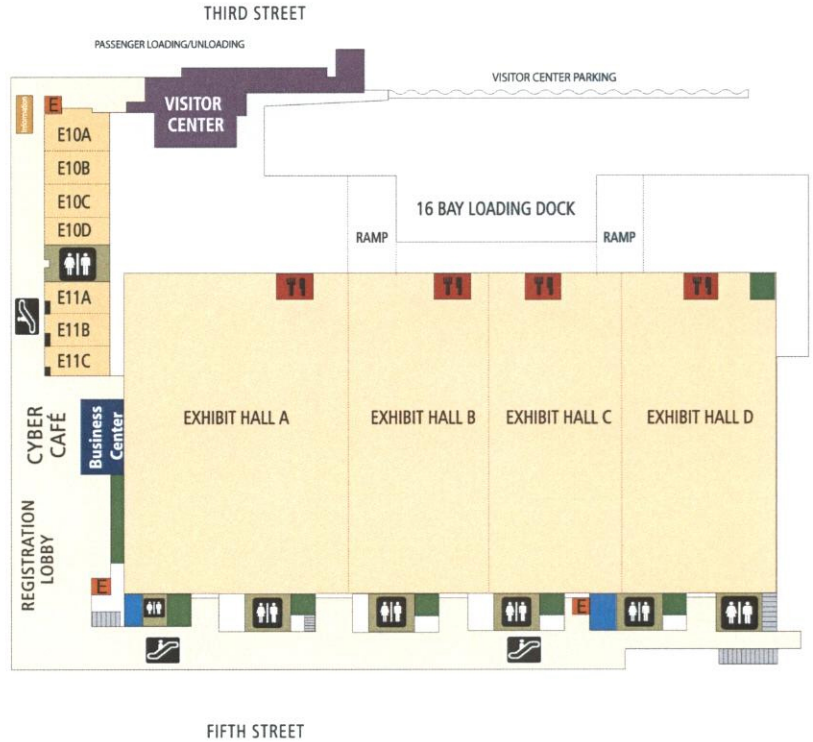 THIRD STREET
PASSENGER LOADING/UNLOADING
VISITOR CENTER PARKING
Information
E
VISITOR
CENTER
E10A
E10B
E10C
E10D
16 BAY LOADING DOCK
RAMP
RAMP
E11A
E11B
E11C
CYBER
CAFÉ
Business
Center
EXHIBIT HALL A
EXHIBIT HALL B
EXHIBIT HALL C
EXHIBIT HALL D
REGISTRATION
LOBBY
E
E
FIFTH STREET